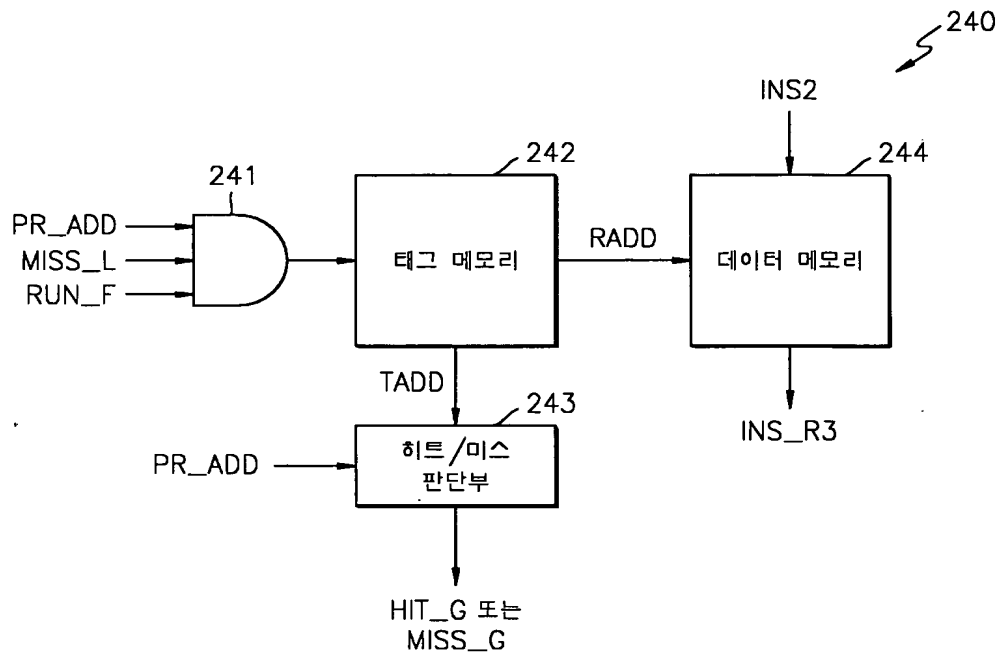 240
INS2
241
242
244
PR_ADD
MISS_L
RUN_F
태그 메모리
RADD
데이터 메모리
TADD
243
INS_R3
PR_ADD
히트/미스
판단부
HIT_G 또는
MISS_G